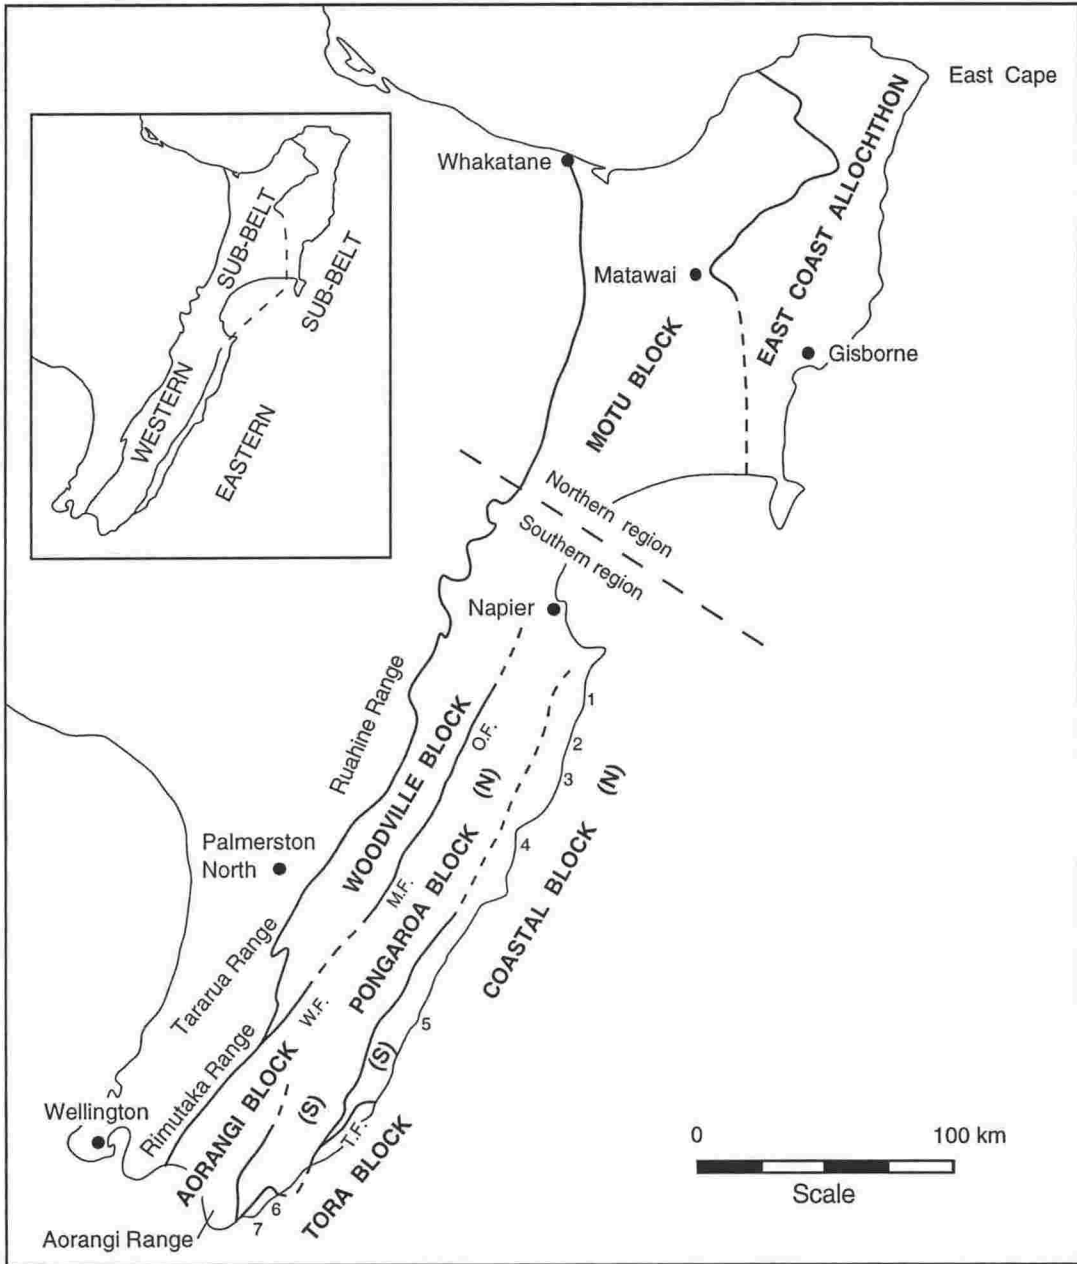 East Cape
Whakatane
SUB-BELT
SUB-BELT
WESTERN
EASTERN
EAST COAST ALLOCHTHON
Matawai
MOTU BLOCK
Gisborne
Northern region
Southern region
Napier
Ruahine Range
WOODVILLE BLOCK
O.F.
1
2
3
(N)
(N)
4
Palmerston
North
M.F.
PONGAROA BLOCK
COASTAL BLOCK
Tararua Range
W.F.
5
Rimutaka Range
(S)
(S)
AORANGI BLOCK
Wellington
T.F.
TORA BLOCK
0 100 km
Scale
6
7
Aorangi Range